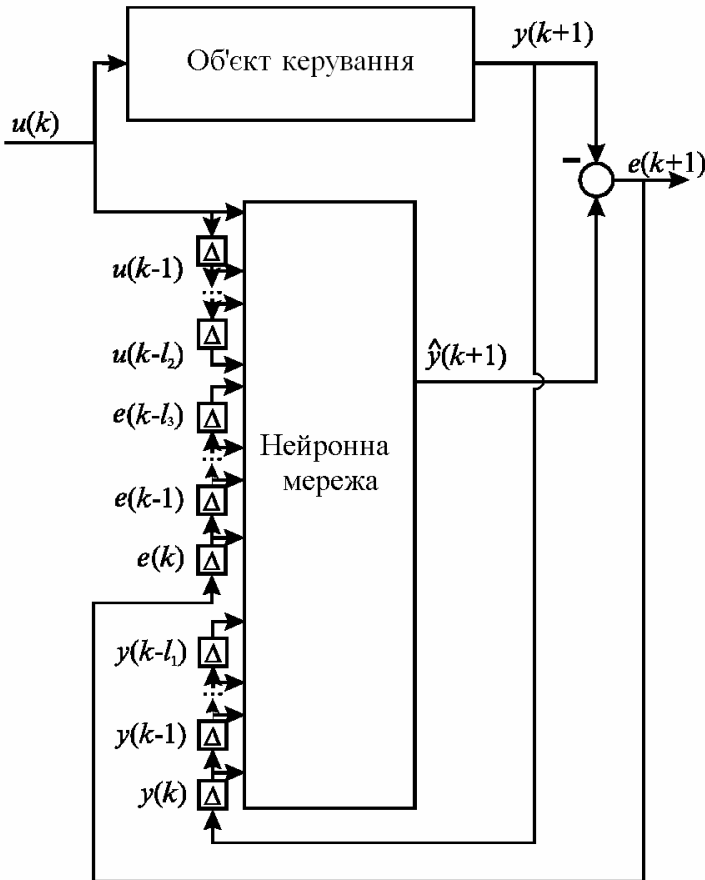 y(k+1)
Об'єкт керування
u(k)
−
e(k+1)
Δ
u(k-1)
Δ
u(k-l₂)
ŷ(k+1)
e(k-l₃)
Δ
Нейронна
мережа
e(k-1)
Δ
e(k)
Δ
y(k-l₁)
Δ
y(k-1)
Δ
y(k)
Δ